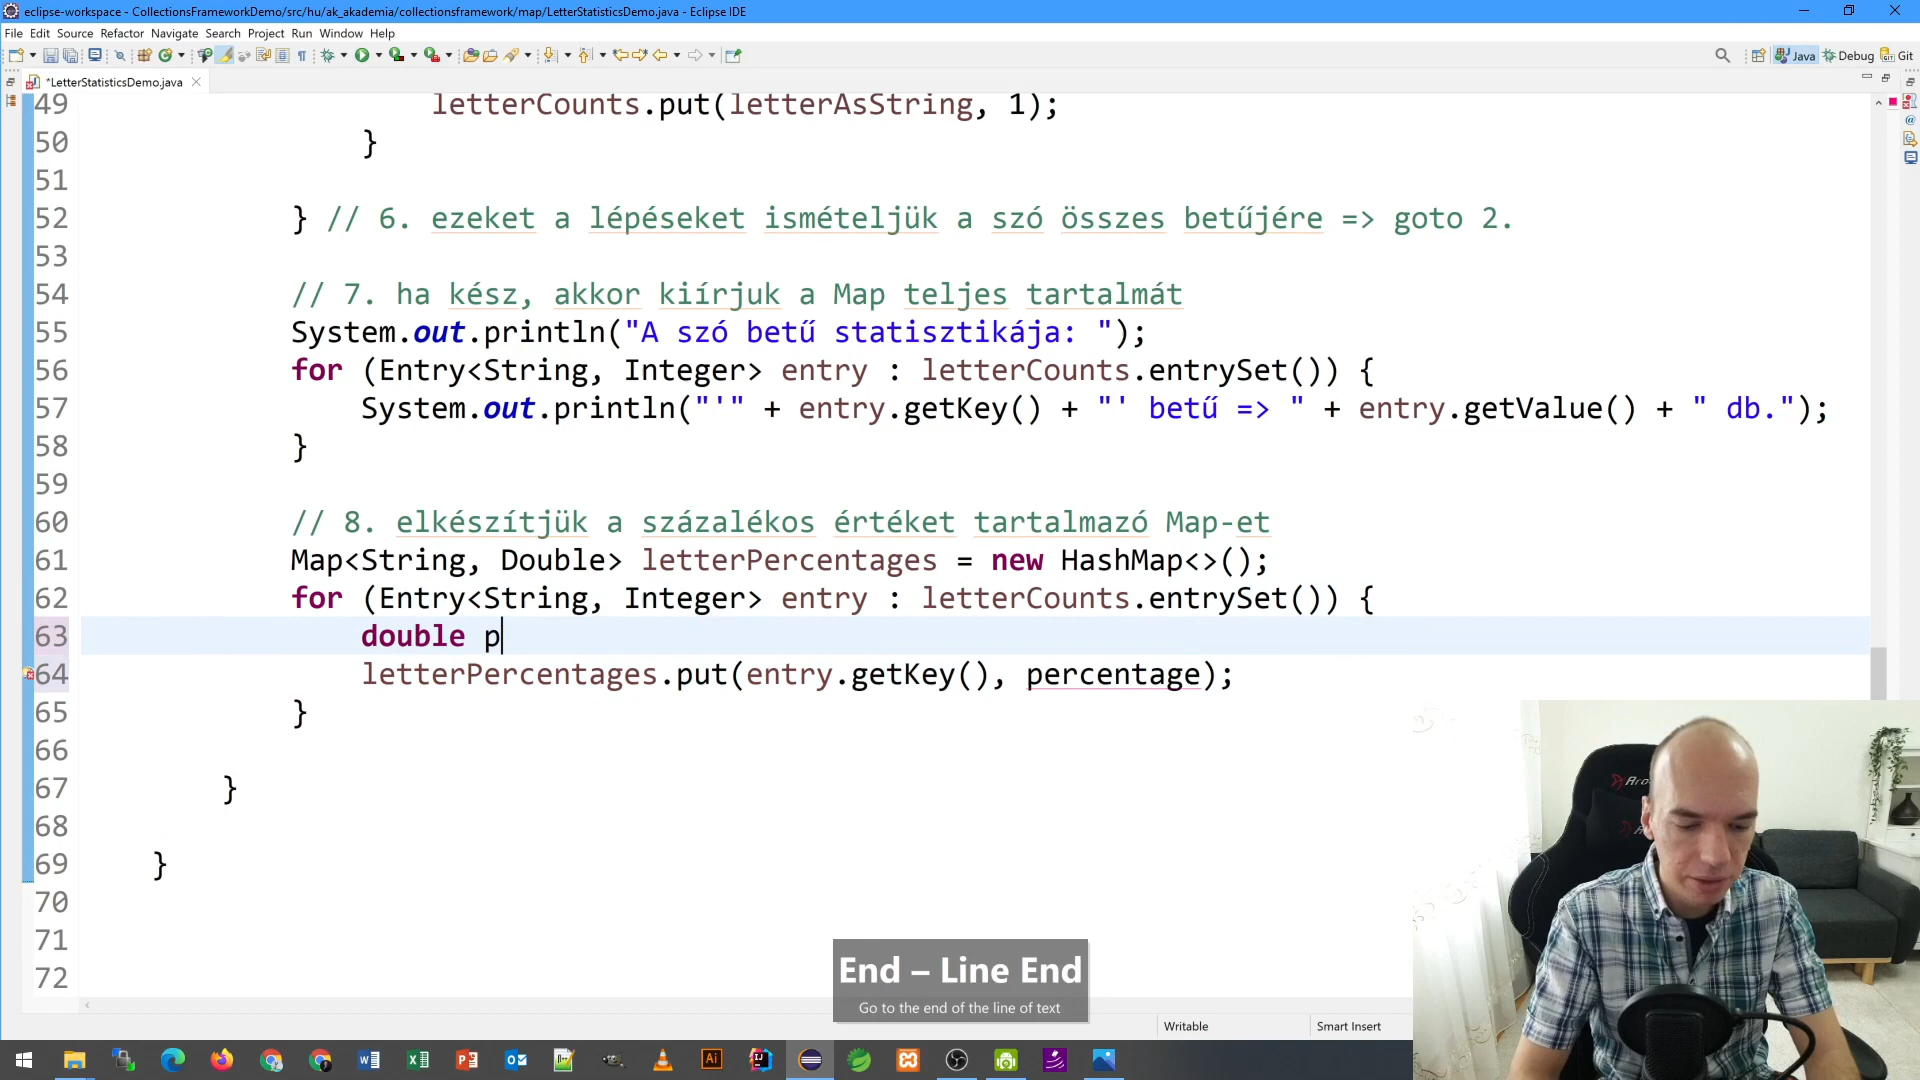 eclipse-workspace - CollectionsFrameworkDemo/src/hu/ak_akademia/collectionsframework/map/LetterStatisticsDemo.java - Eclipse IDE
File Edit Source Refactor Navigate Search Project Run Window Help
Java Debug Git
*LetterStatisticsDemo.java
49 letterCounts.put(letterAsString, 1);
50 }
51
52 } // 6. ezeket a lépéseket ismételjük a szó összes betűjére => goto 2.
53
54 // 7. ha kész, akkor kiírjuk a Map teljes tartalmát
55 System.out.println("A szó betű statisztikája: ");
56 for (Entry<String, Integer> entry : letterCounts.entrySet()) {
57 System.out.println("'" + entry.getKey() + "' betű => " + entry.getValue() + " db.");
58 }
59
60 // 8. elkészítjük a százalékos értéket tartalmazó Map-et
61 Map<String, Double> letterPercentages = new HashMap<>();
62 for (Entry<String, Integer> entry : letterCounts.entrySet()) {
63 double p
64 letterPercentages.put(entry.getKey(), percentage);
65 }
66
67 }
68
69 }
70
71
72
End – Line End
Go to the end of the line of text
Writable Smart Insert